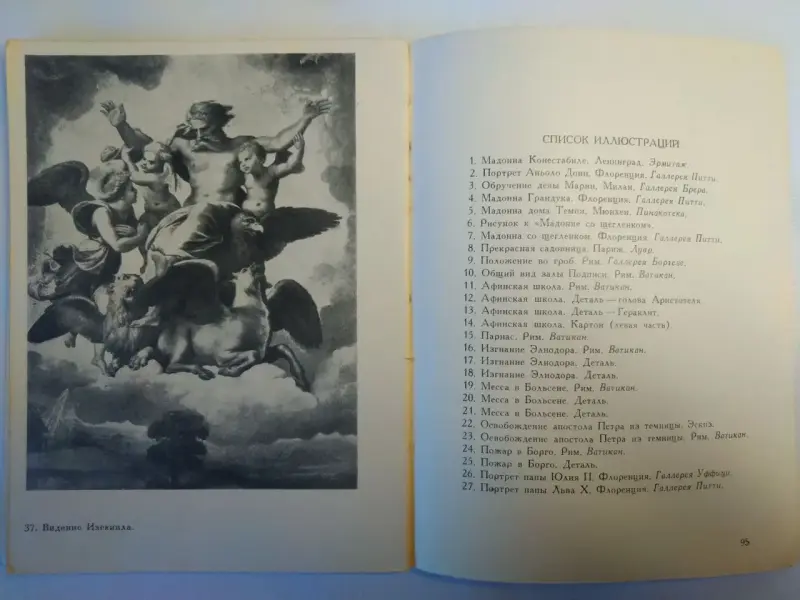 37. Видение Изекиила.
СПИСОК ИЛЛЮСТРАЦИЙ
1. Мадонна Конестабиле, Ленинград, Эрмитаж
2. Портрет Аньоло Дони, Флоренция, Галлерея Питти.
3. Обручение девы Марии, Милан, Галлерея Брера.
4. Мадонна Грандука, Флоренция, Галлерея Питти.
5. Мадонна дома Темпи, Мюнхен, Пинакотека.
6. Рисунок к «Мадонне со щегленком».
7. Мадонна со щегленком, Флоренция, Галлерея Питти.
8. Прекрасная садовница, Париж, Лувр.
9. Положение во гроб. Рим, Галлерея Боргезе.
10. Общий вид залы Подписи, Рим, Ватикан.
11. Афинская школа. Рим, Ватикан.
12. Афинская школа. Деталь — голова Аристотеля.
13. Афинская школа. Деталь — Гераклит.
14. Афинская школа. Картон (левая часть).
15. Парнас. Рим, Ватикан.
16. Изгнание Элиодора. Рим, Ватикан.
17. Изгнание Элиодора. Деталь.
18. Изгнание Элиодора. Деталь.
19. Месса в Больсене, Рим, Ватикан.
20. Месса в Больсене. Деталь.
21. Месса в Больсене. Деталь.
22. Освобождение апостола Петра из темницы. Эскиз.
23. Освобождение апостола Петра из темницы. Рим, Ватикан.
24. Пожар в Борго, Рим, Ватикан.
25. Пожар в Борго, Деталь.
26. Портрет папы Юлия II, Флоренция, Галлерея Уффици.
27. Портрет папы Льва X, Флоренция, Галлерея Питти.
95